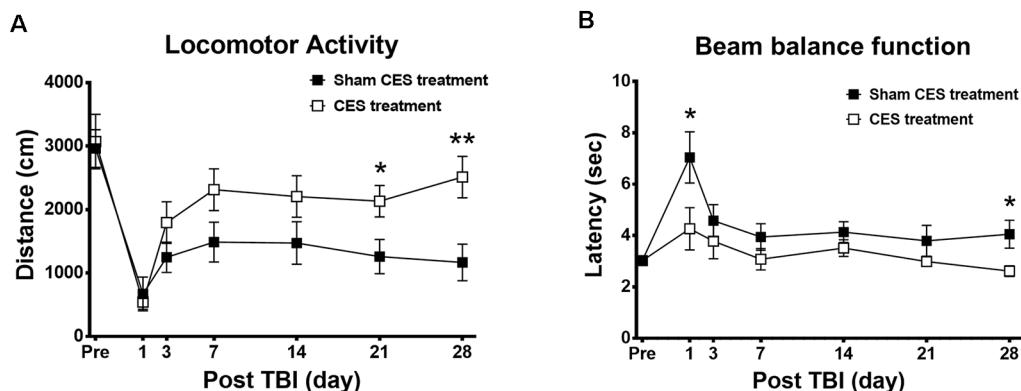 A
Locomotor Activity
Sham CES treatment
CES treatment
Distance (cm)
4000
3000
2000
1000
0
*
**
Pre 1 3 7 14 21 28
Post TBI (day)
B
Beam balance function
Sham CES treatment
CES treatment
Latency (sec)
10
8
6
4
2
0
*
*
Pre 1 3 7 14 21 28
Post TBI (day)